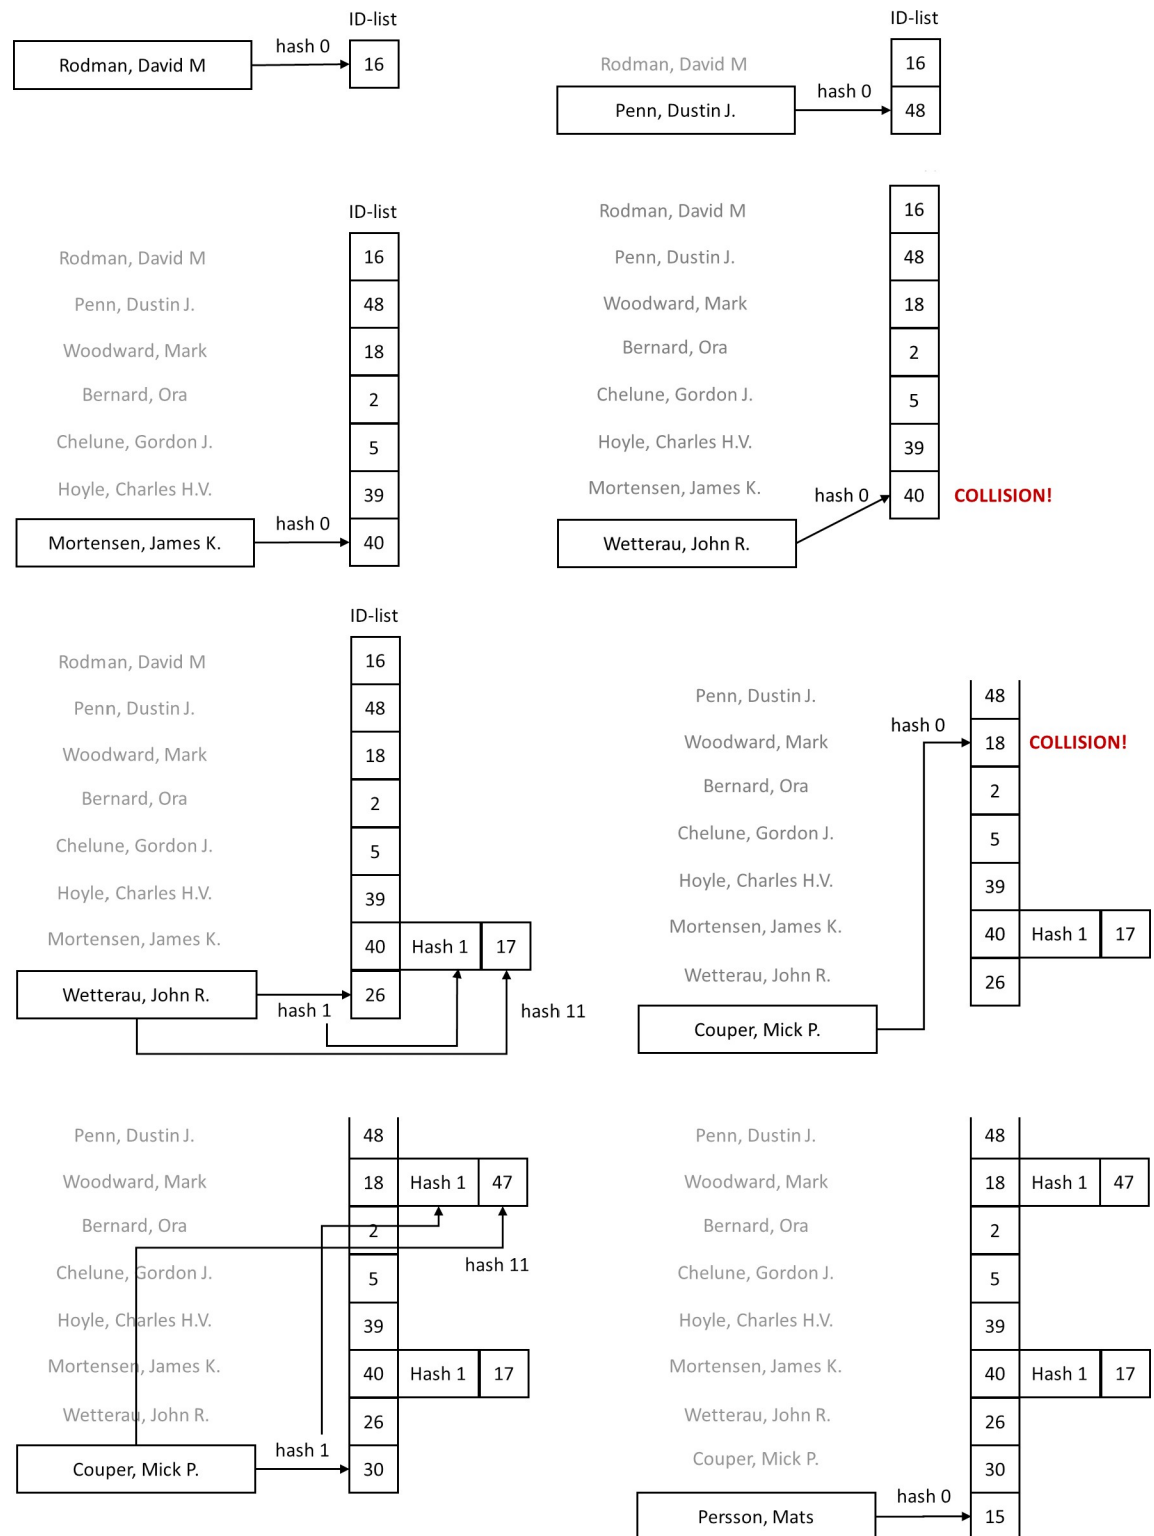 ID-list
Rodman, David M
hash 0
16
ID-list
Rodman, David M
16
Penn, Dustin J.
hash 0
48
ID-list
Rodman, David M
16
Penn, Dustin J.
48
Woodward, Mark
18
Bernard, Ora
2
Chelune, Gordon J.
5
Hoyle, Charles H.V.
39
Mortensen, James K.
hash 0
40
Rodman, David M
16
Penn, Dustin J.
48
Woodward, Mark
18
Bernard, Ora
2
Chelune, Gordon J.
5
Hoyle, Charles H.V.
39
Mortensen, James K.
hash 0
40
COLLISION!
Wetterau, John R.
ID-list
Rodman, David M
16
Penn, Dustin J.
48
Woodward, Mark
18
Bernard, Ora
2
Chelune, Gordon J.
5
Hoyle, Charles H.V.
39
Mortensen, James K.
40
Hash 1
17
Wetterau, John R.
hash 1
26
hash 11
Penn, Dustin J.
48
hash 0
Woodward, Mark
18
COLLISION!
Bernard, Ora
2
Chelune, Gordon J.
5
Hoyle, Charles H.V.
39
Mortensen, James K.
40
Hash 1
17
Wetterau, John R.
26
Couper, Mick P.
Penn, Dustin J.
48
Woodward, Mark
18
Hash 1
47
Bernard, Ora
2
hash 11
Chelune, Gordon J.
5
Hoyle, Charles H.V.
39
Mortensen, James K.
40
Hash 1
17
Wetterau, John R.
26
Couper, Mick P.
hash 1
30
Penn, Dustin J.
48
Woodward, Mark
18
Hash 1
47
Bernard, Ora
2
Chelune, Gordon J.
5
Hoyle, Charles H.V.
39
Mortensen, James K.
40
Hash 1
17
Wetterau, John R.
26
Couper, Mick P.
30
Persson, Mats
hash 0
15